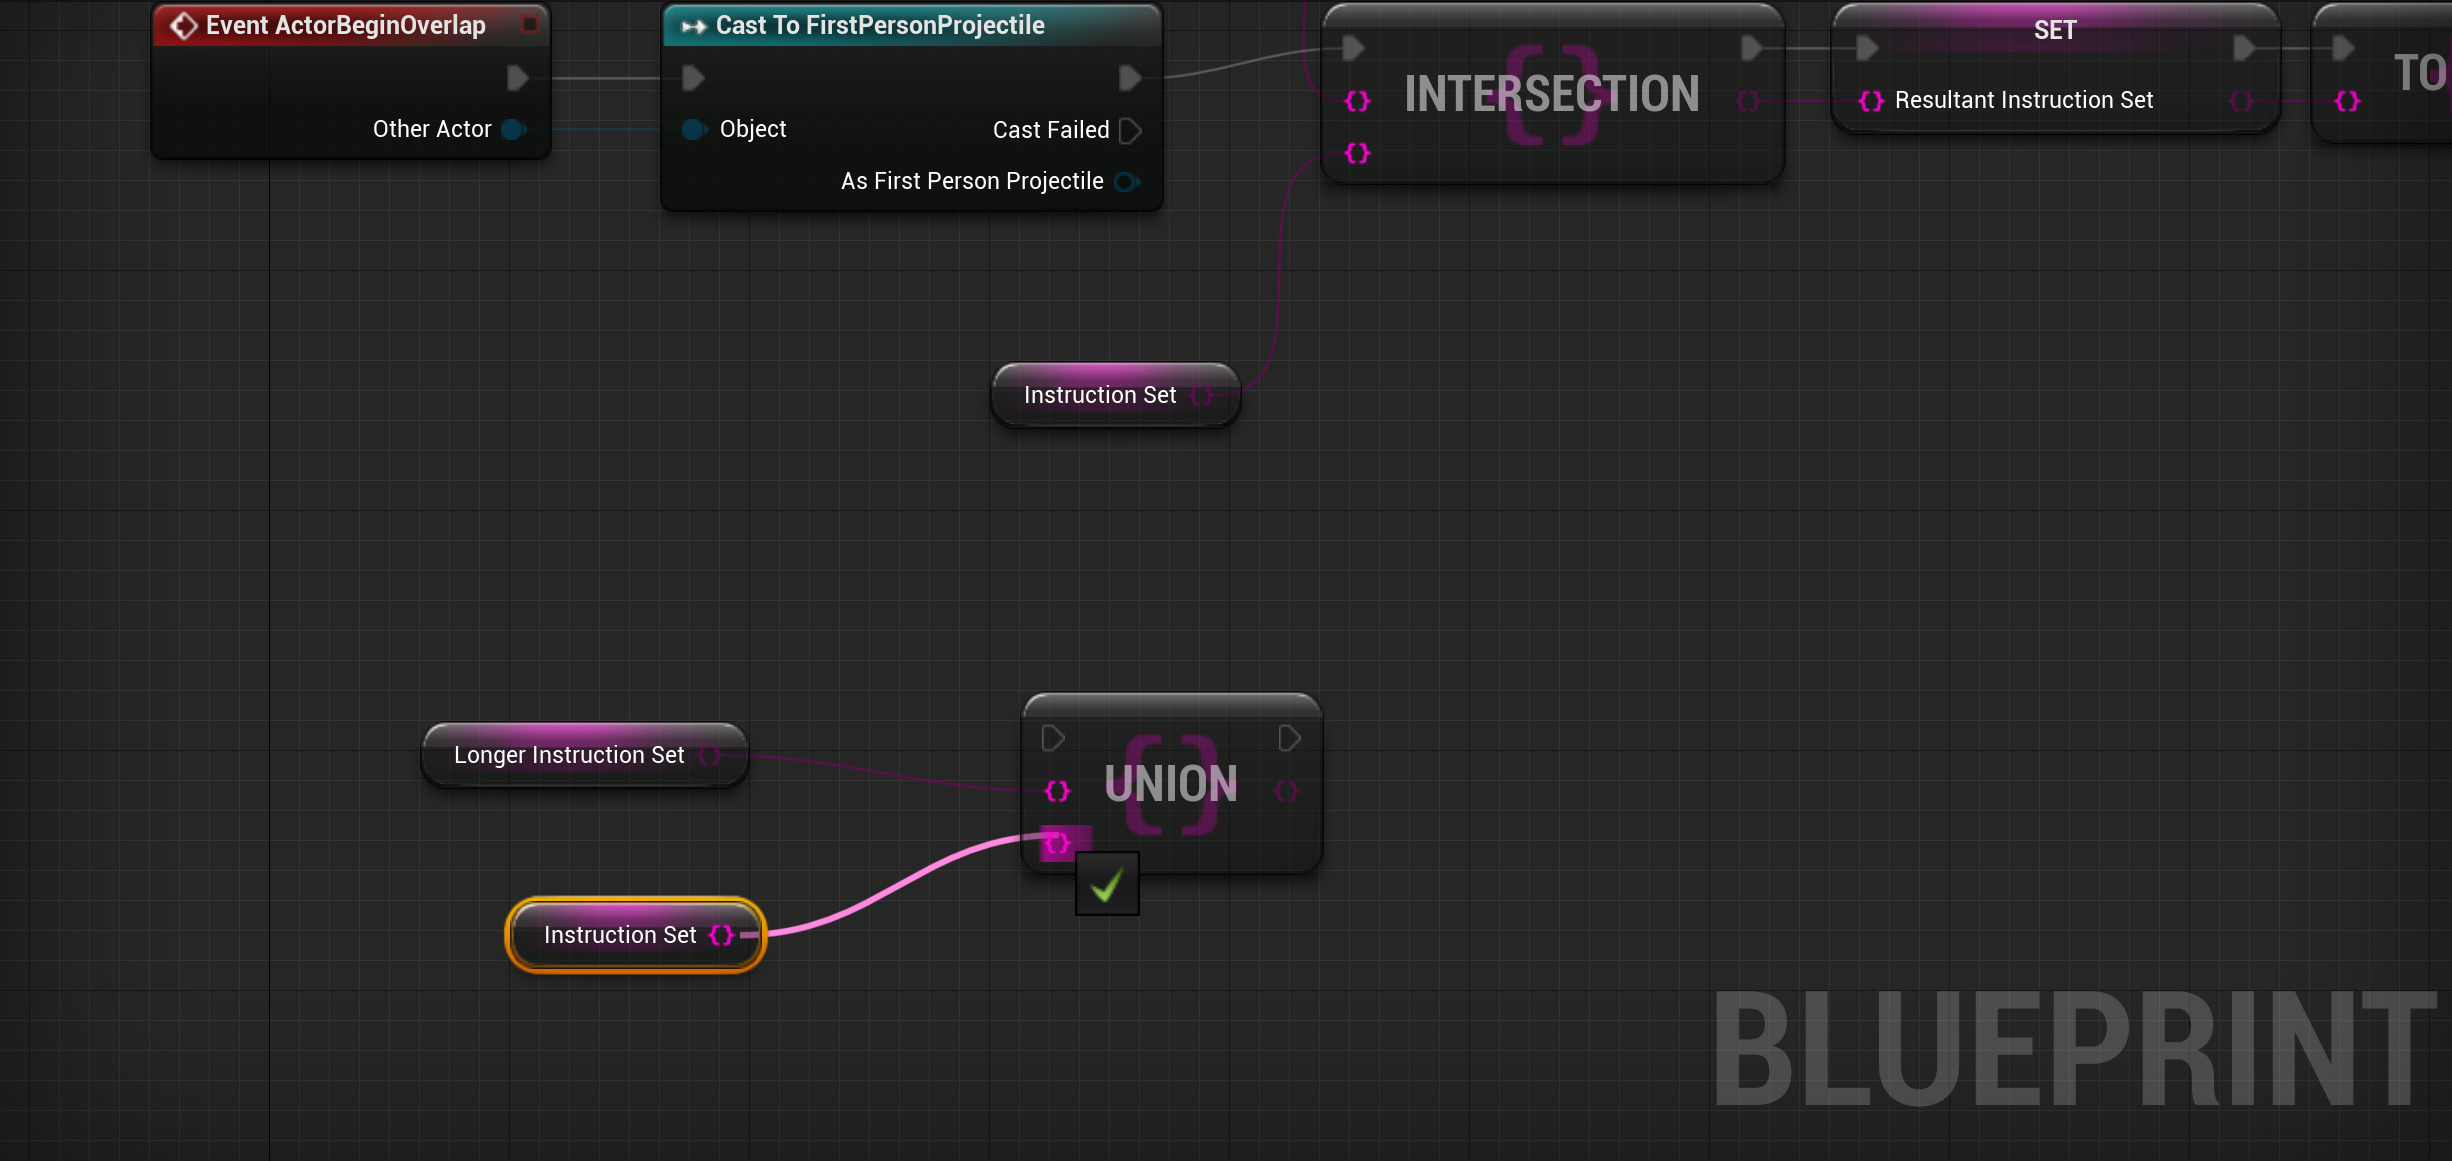 Event ActorBeginOverlap
Other Actor
Cast To FirstPersonProjectile
Object
Cast Failed
As First Person Projectile
INTERSECTION
SET
Resultant Instruction Set
TO
Instruction Set
Longer Instruction Set
UNION
Instruction Set
BLUEPRINT